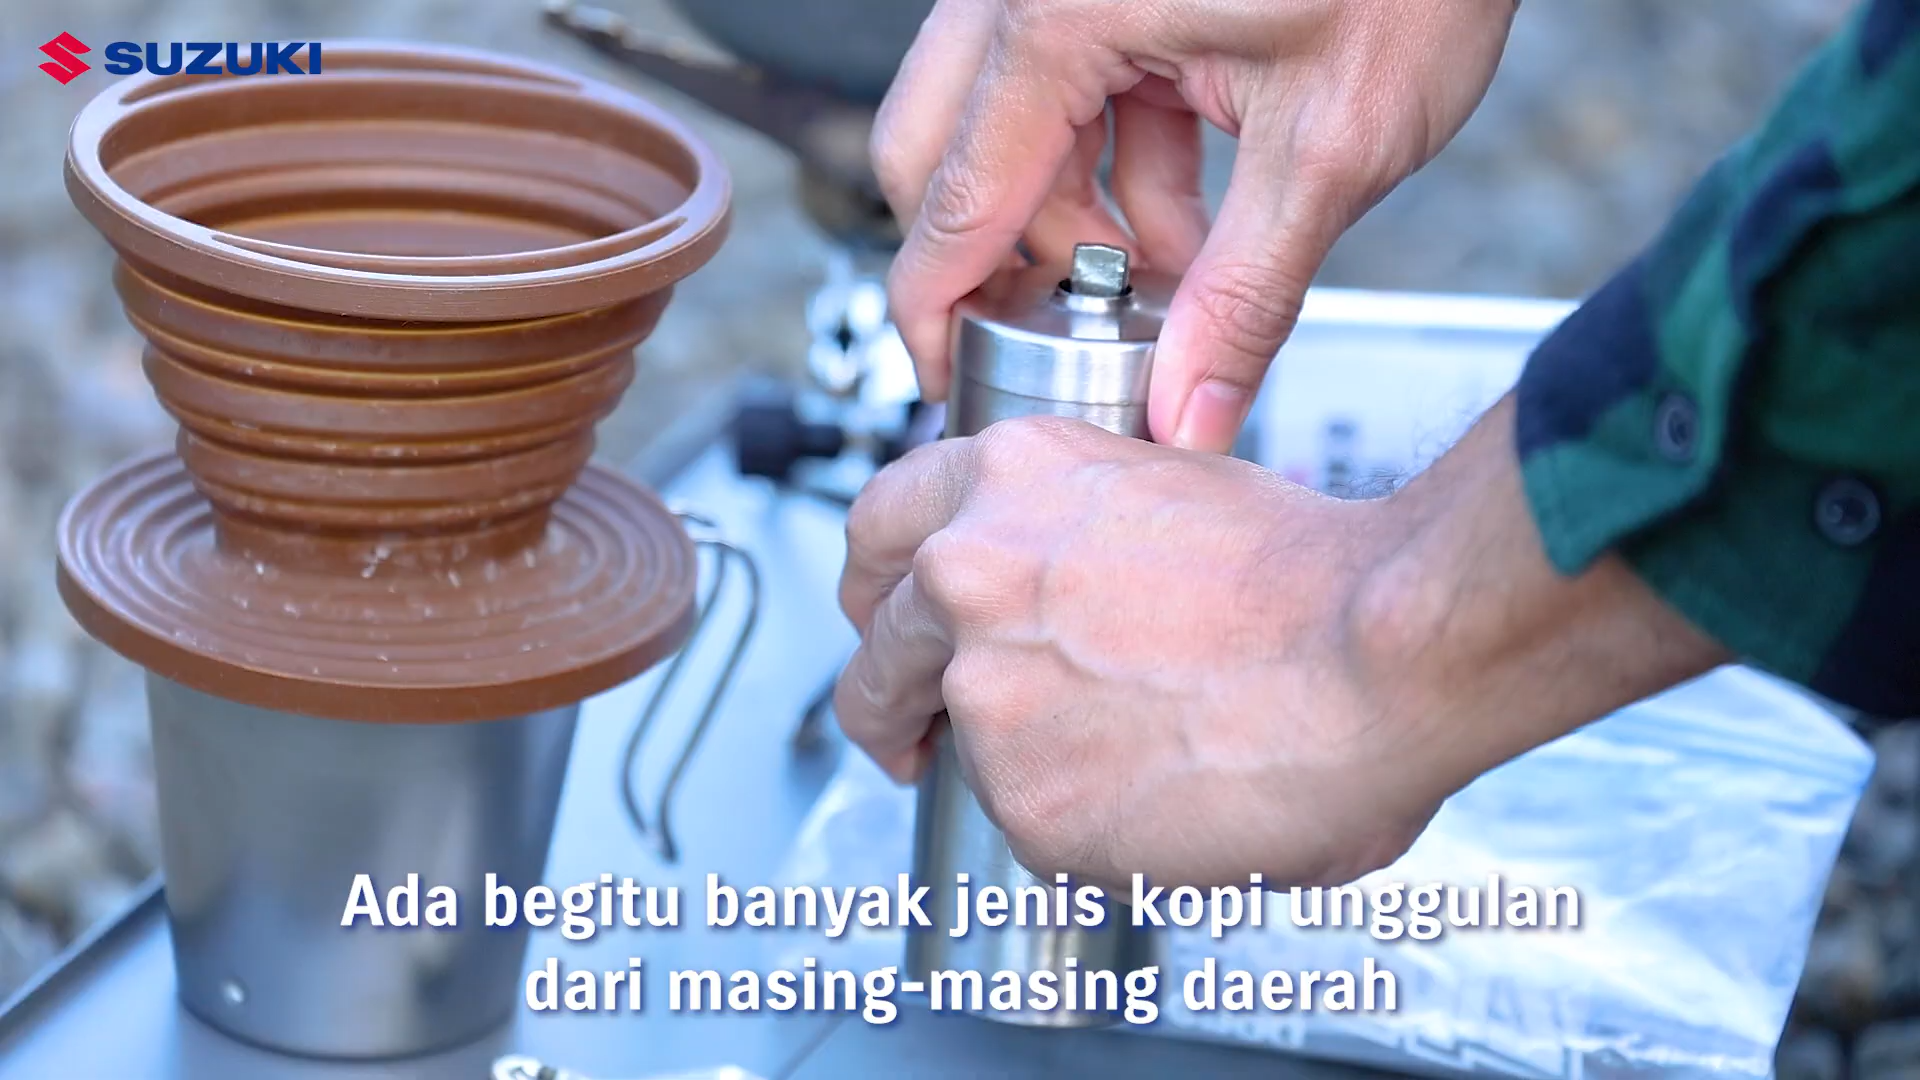 SUZUKI
Ada begitu banyak jenis kopi unggulan
dari masing-masing daerah